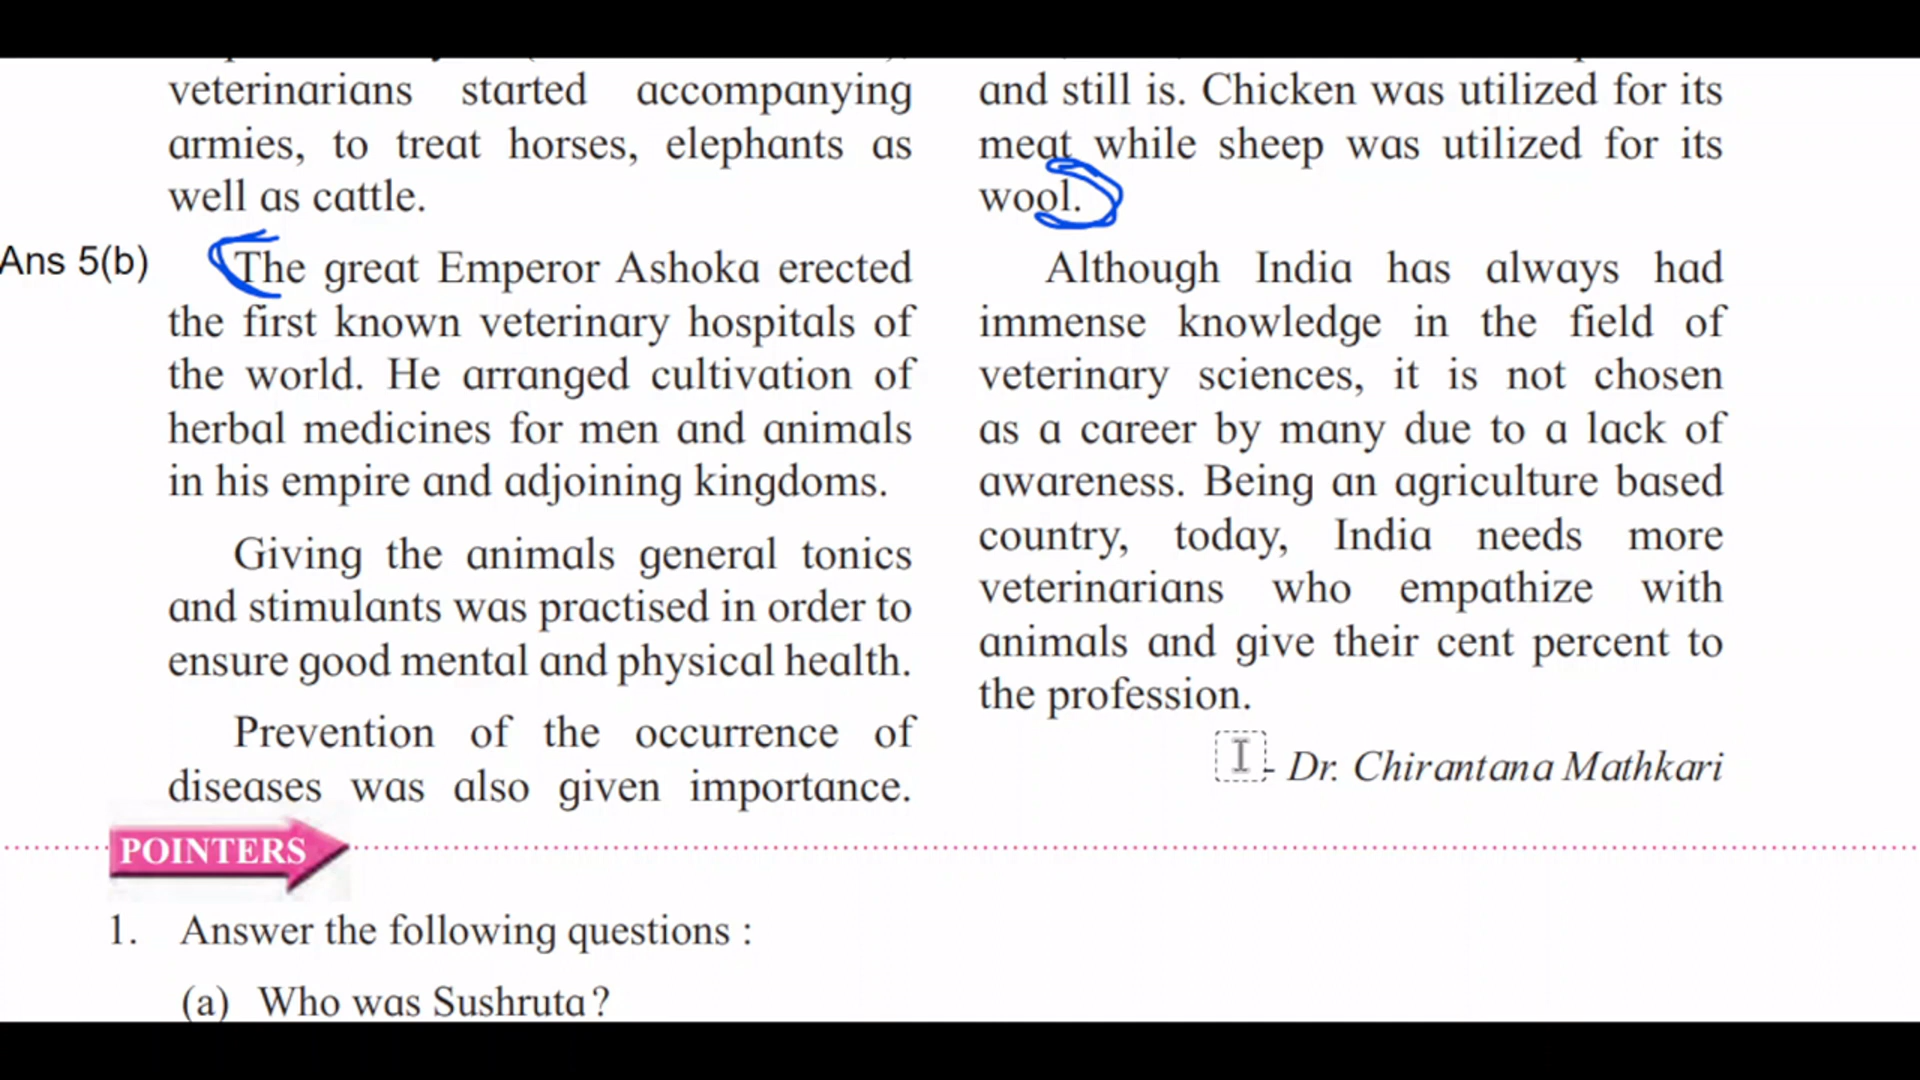 veterinarians started accompanying
armies, to treat horses, elephants as
well as cattle.
Ans 5(b)
The great Emperor Ashoka erected
the first known veterinary hospitals of
the world. He arranged cultivation of
herbal medicines for men and animals
in his empire and adjoining kingdoms.
Giving the animals general tonics
and stimulants was practised in order to
ensure good mental and physical health.
Prevention of the occurrence of
diseases was also given importance.
and still is. Chicken was utilized for its
meat while sheep was utilized for its
wool.
Although India has always had
immense knowledge in the field of
veterinary sciences, it is not chosen
as a career by many due to a lack of
awareness. Being an agriculture based
country, today, India needs more
veterinarians who empathize with
animals and give their cent percent to
the profession.
- Dr. Chirantana Mathkari
POINTERS
1. Answer the following questions :
(a) Who was Sushruta?